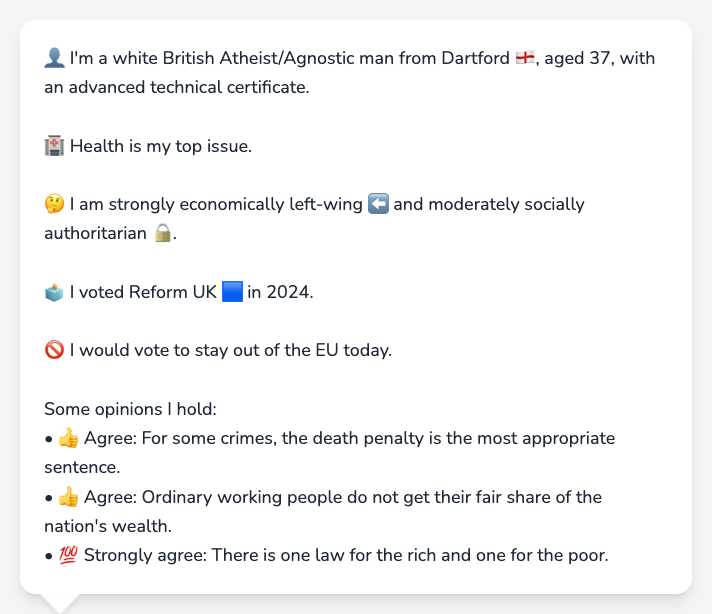 👤 I'm a white British Atheist/Agnostic man from Dartford 🏴󠁧󠁢󠁥󠁮󠁧󠁿, aged 37, with
an advanced technical certificate.
🏥 Health is my top issue.
🤔 I am strongly economically left-wing ⬅️ and moderately socially
authoritarian 🔒.
🗳️ I voted Reform UK 🟦 in 2024.
🚫 I would vote to stay out of the EU today.
Some opinions I hold:
• 👍 Agree: For some crimes, the death penalty is the most appropriate
sentence.
• 👍 Agree: Ordinary working people do not get their fair share of the
nation's wealth.
• 💯 Strongly agree: There is one law for the rich and one for the poor.